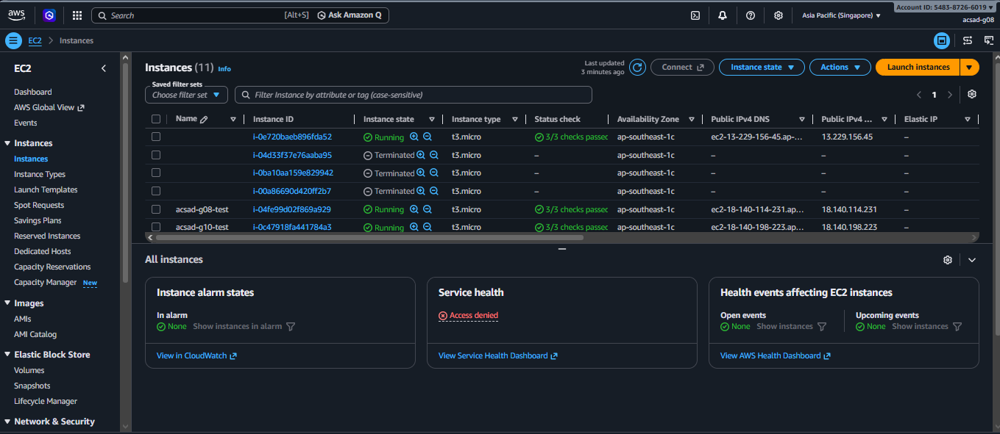 aws
Search [Alt+S] Ask Amazon Q
Asia Pacific (Singapore)
Account ID: 5483-8726-6019
acsad-g08
EC2 Instances
EC2
Dashboard
AWS Global View
Events
Instances
Instances
Instance Types
Launch Templates
Spot Requests
Savings Plans
Reserved Instances
Dedicated Hosts
Capacity Reservations
Capacity Manager New
Images
AMIs
AMI Catalog
Elastic Block Store
Volumes
Snapshots
Lifecycle Manager
Network & Security
Instances (11) Info
Last updated
3 minutes ago
Connect
Instance state
Actions
Launch instances
Saved filter sets
Choose filter set
Filter Instance by attribute or tag (case-sensitive)
1
Name Instance ID Instance state Instance type Status check Availability Zone Public IPv4 DNS Public IPv4 ... Elastic IP
i-0e720baeb896fda52 Running t3.micro 3/3 checks passed ap-southeast-1c ec2-13-229-156-45.ap-... 13.229.156.45 –
i-04d33f37e76aaba95 Terminated t3.micro – ap-southeast-1c – – –
i-0ba10aa159e829942 Terminated t3.micro – ap-southeast-1c – – –
i-00a86690d420ff2b7 Terminated t3.micro – ap-southeast-1c – – –
acsad-g08-test i-04fe99d02f869a929 Running t3.micro 3/3 checks passed ap-southeast-1c ec2-18-140-114-231.ap... 18.140.114.231 –
acsad-g10-test i-0c47918fa441784a3 Running t3.micro 3/3 checks passed ap-southeast-1c ec2-18-140-198-223.ap... 18.140.198.223 –
All instances
Instance alarm states
In alarm
None Show instances in alarm
View in CloudWatch
Service health
Access denied
View Service Health Dashboard
Health events affecting EC2 instances
Open events
None Show instances
Upcoming events
None Show instances
View AWS Health Dashboard